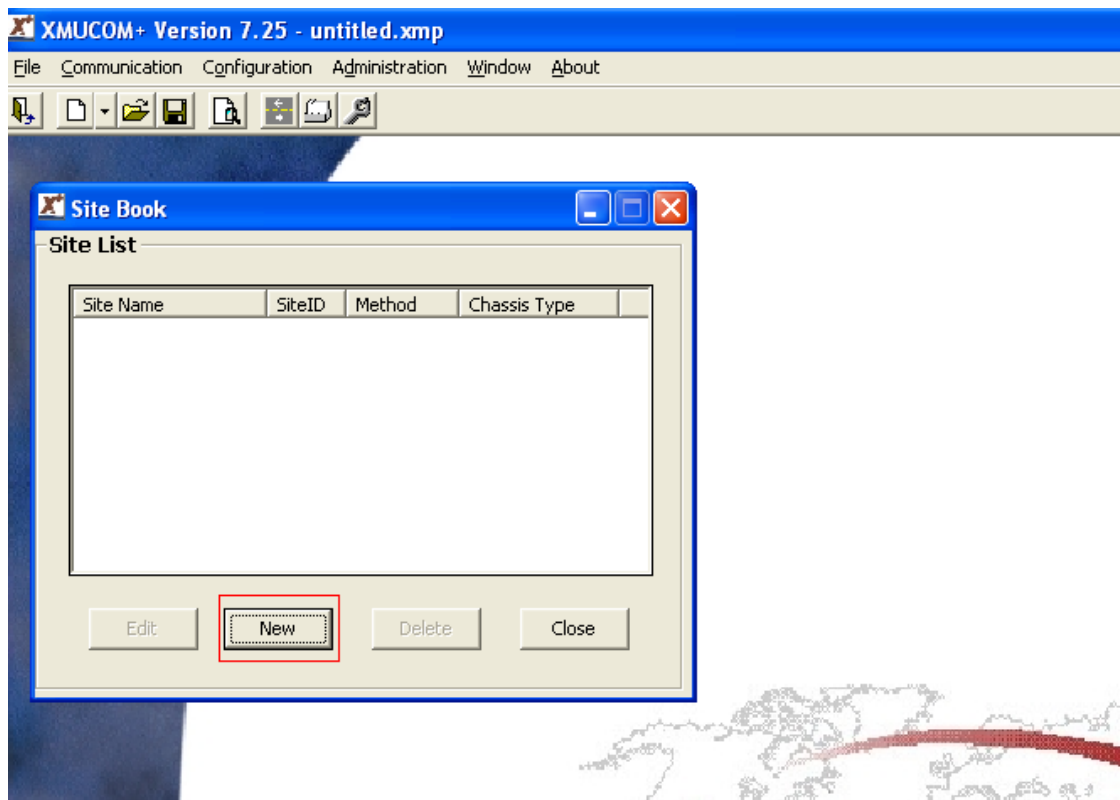 XMUCOM+ Version 7.25 - untitled.xmp
File Communication Configuration Administration Window About
Site Book
Site List
Site Name SiteID Method Chassis Type
Edit New Delete Close